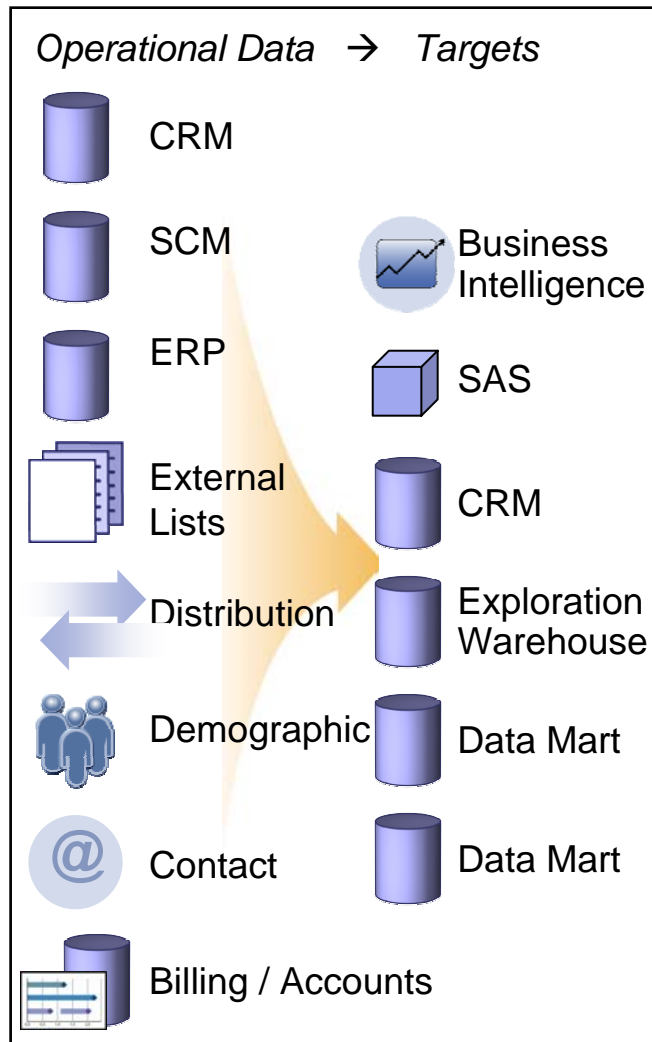 Operational Data → Targets
CRM
SCM
ERP
External
Lists
Distribution
Demographic
@
Contact
Billing / Accounts
Business
Intelligence
SAS
CRM
Exploration
Warehouse
Data Mart
Data Mart